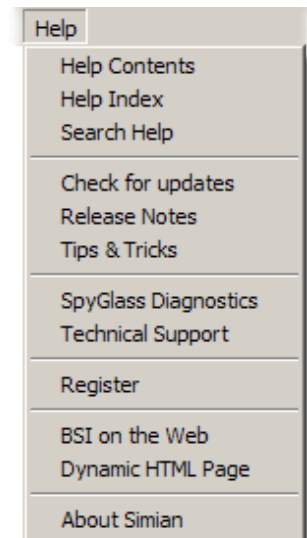 Help
Help Contents
Help Index
Search Help
Check for updates
Release Notes
Tips & Tricks
SpyGlass Diagnostics
Technical Support
Register
BSI on the Web
Dynamic HTML Page
About Simian